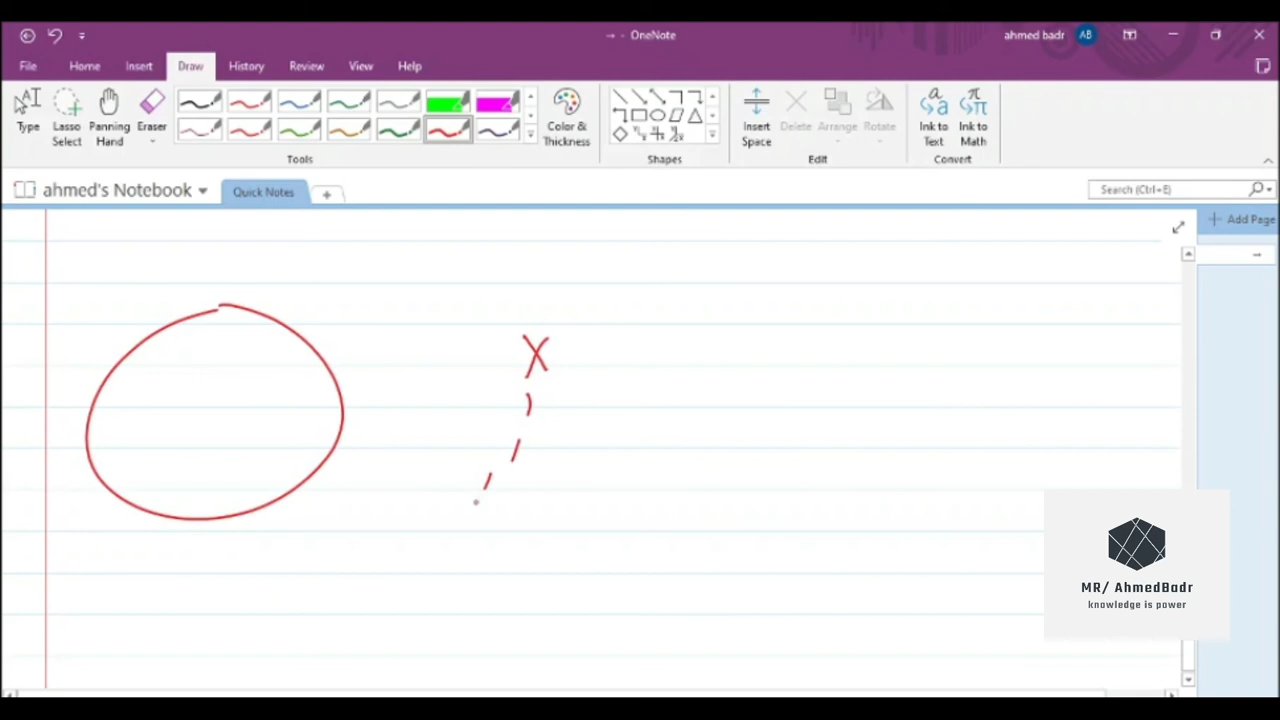 → - OneNote
ahmed badr AB
File Home Insert Draw History Review View Help
Type
Lasso Select
Panning Hand
Eraser
Color & Thickness
Insert Space
Delete
Arrange
Rotate
Ink to Text
Ink to Math
Tools
Shapes
Edit
Convert
ahmed's Notebook
Quick Notes
Search (Ctrl+E)
Add Page
→
X
MR/ AhmedBadr
knowledge is power